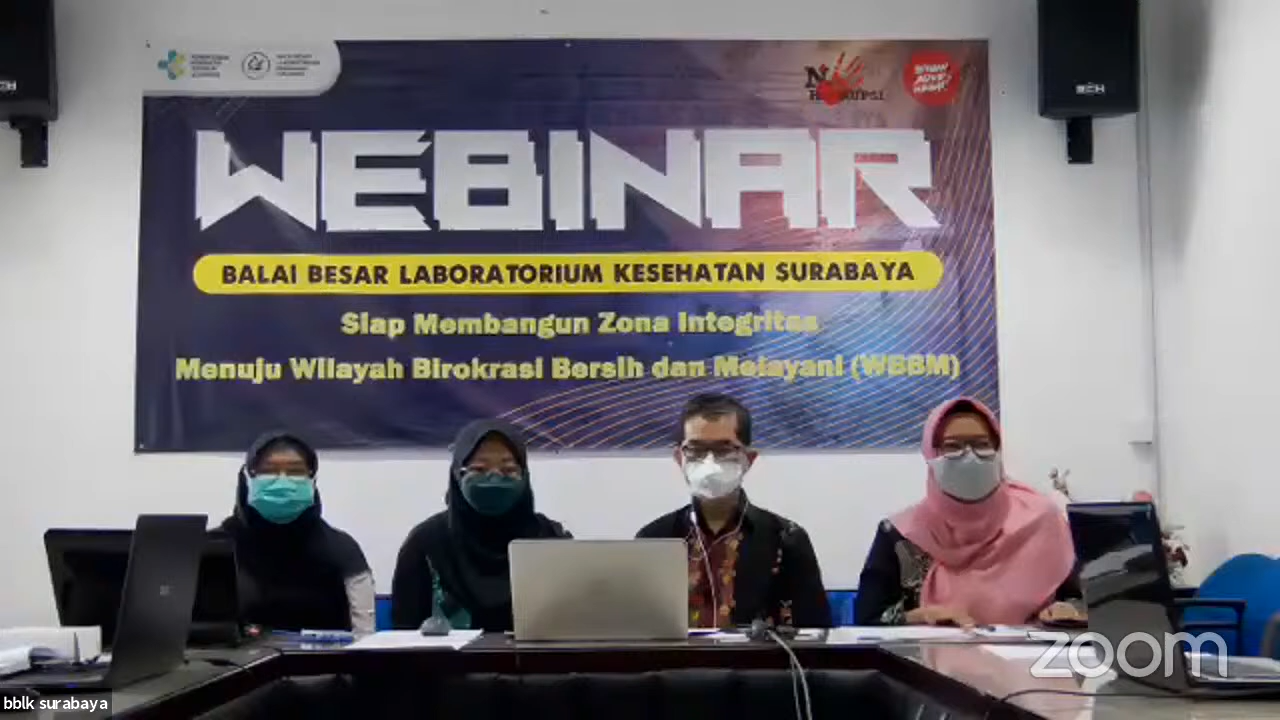 WEBINAR
BALAI BESAR LABORATORIUM KESEHATAN SURABAYA
Siap Membangun Zona Integritas
Menuju Wilayah Birokrasi Bersih dan Melayani (WBBM)
zoom
bblk surabaya